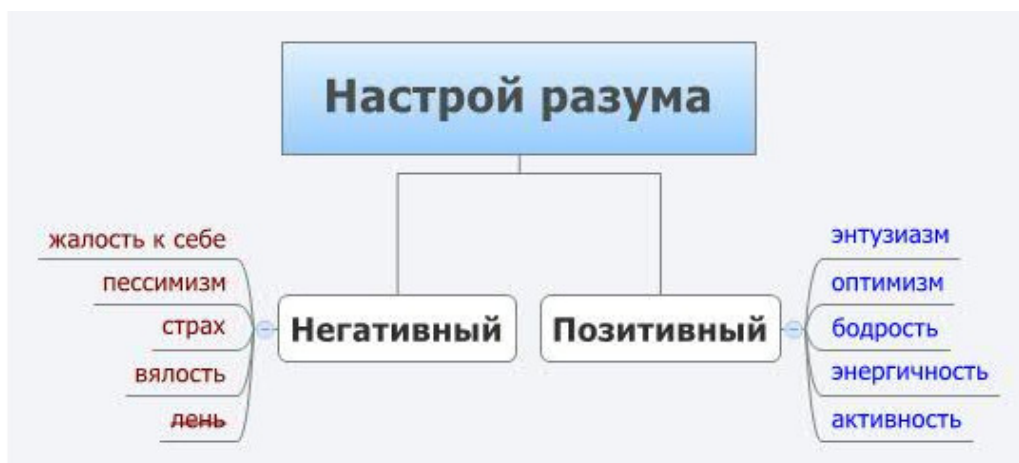 Настрой разума
жалость к себе
пессимизм
страх
вялость
лень
Негативный
Позитивный
энтузиазм
оптимизм
бодрость
энергичность
активность